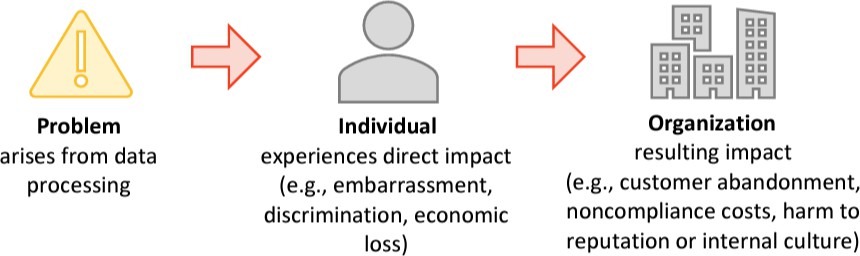 Problem
arises from data
processing
Individual
experiences direct impact
(e.g., embarrassment,
discrimination, economic
loss)
Organization
resulting impact
(e.g., customer abandonment,
noncompliance costs, harm to
reputation or internal culture)